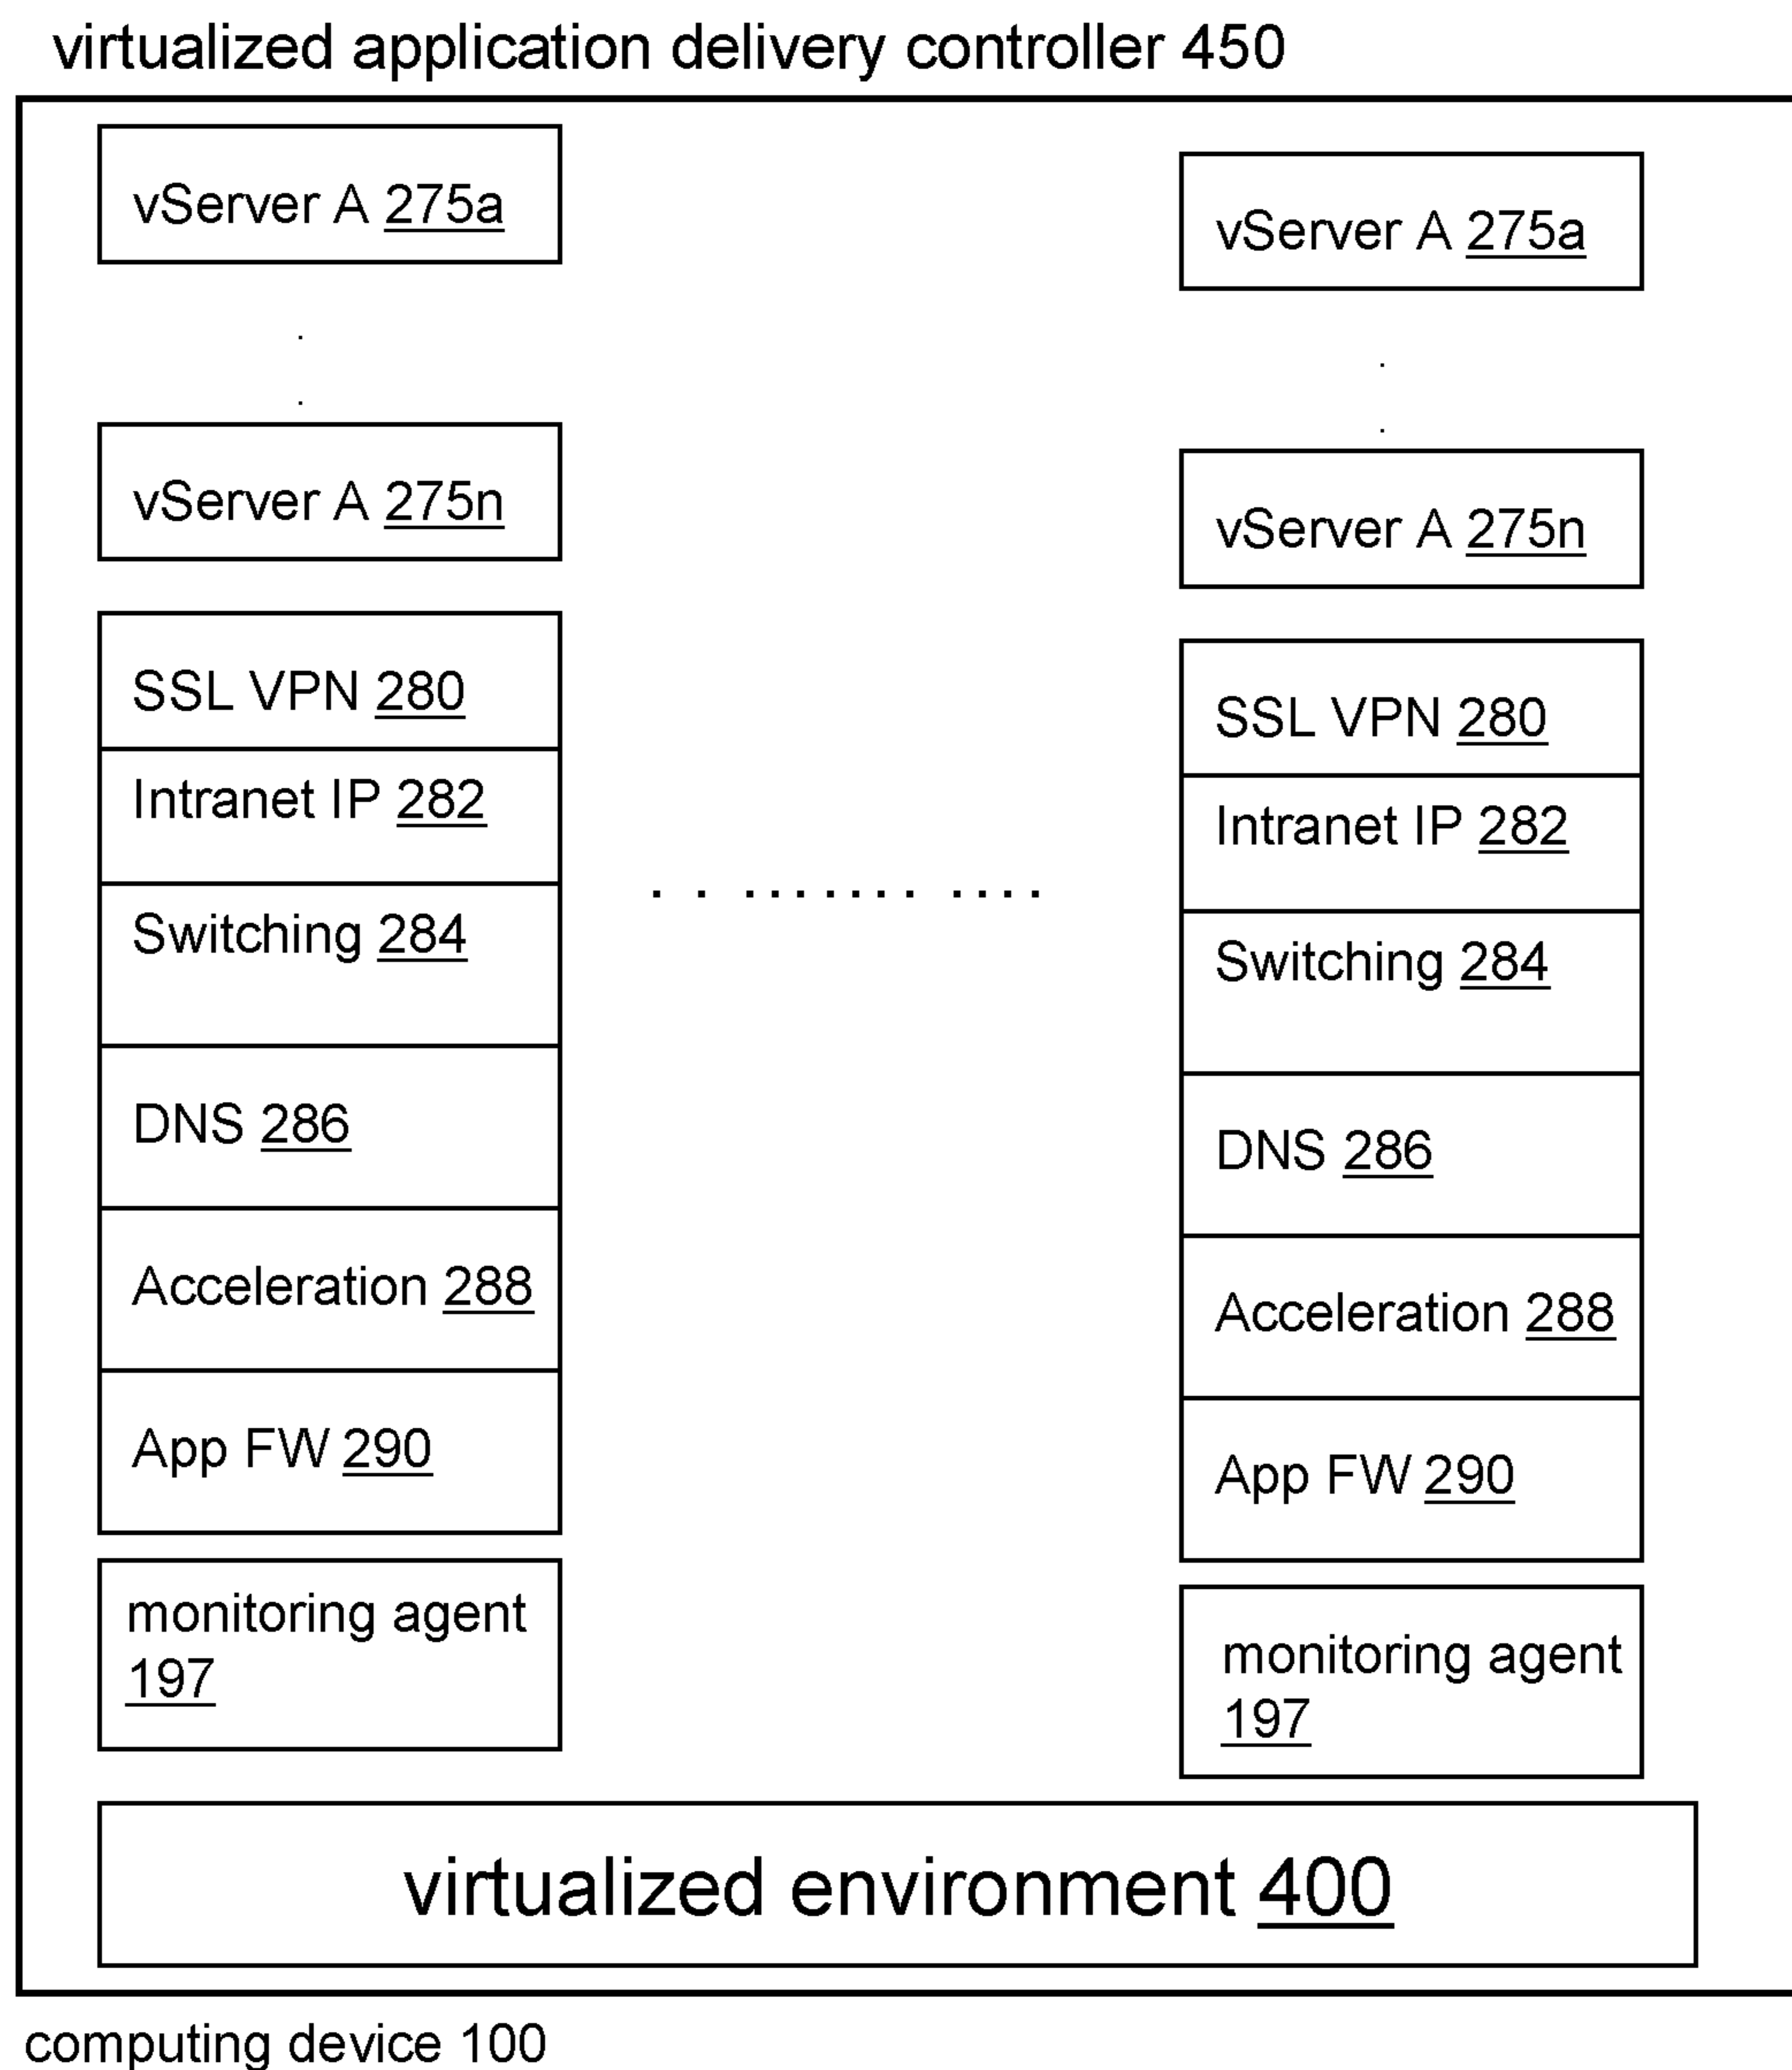 virtualized application delivery controller 450
vServer A 275a
vServer A 275n
SSL VPN 280
Intranet IP 282
Switching 284
DNS 286
Acceleration 288
App FW 290
monitoring agent
197
vServer A 275a
vServer A 275n
SSL VPN 280
Intranet IP 282
Switching 284
DNS 286
Acceleration 288
App FW 290
monitoring agent
197
virtualized environment 400
computing device 100